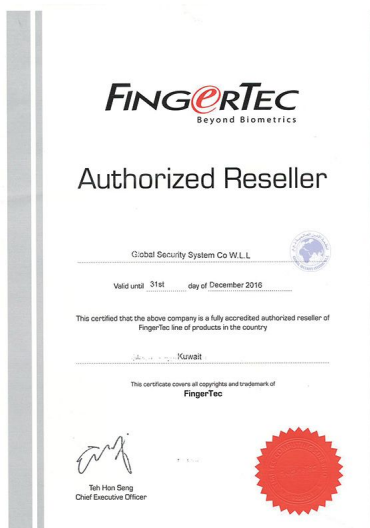 FINGERTEC
Beyond Biometrics
Authorized Reseller
Global Security System Co W.L.L
Valid until 31st day of December 2016
This certified that the above company is a fully accredited authorized reseller of
FingerTec line of products in the country
Kuwait
This certificate covers all copyrights and trademark of
FingerTec
Teh Hon Seng
Chief Executive Officer